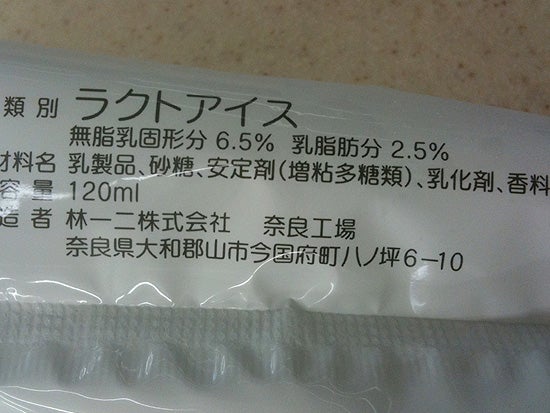 類別 ラクトアイス
無脂乳固形分 6.5% 乳脂肪分 2.5%
材料名 乳製品、砂糖、安定剤(増粘多糖類)、乳化剤、香料
容量 120ml
造者 林一二株式会社 奈良工場
奈良県大和郡山市今国府町八ノ坪6-10